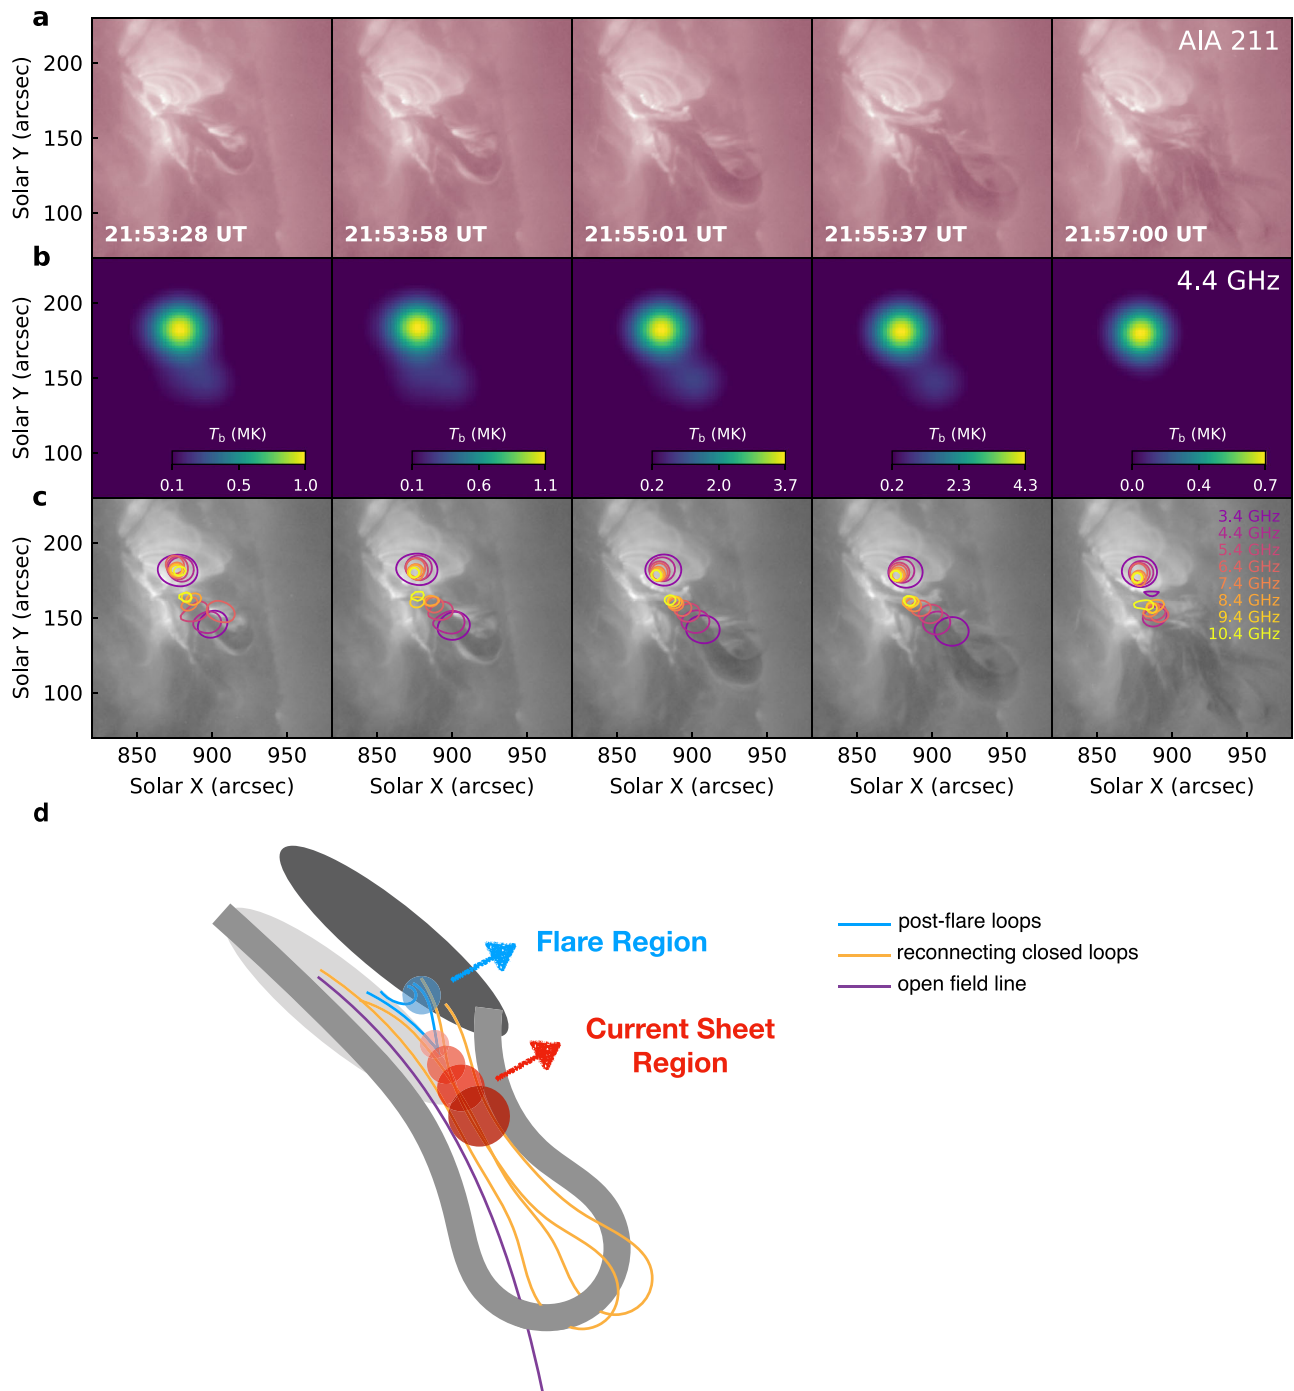 a
AIA 211
200
150
100
Solar Y (arcsec)
21:53:28 UT
21:53:58 UT
21:55:01 UT
21:55:37 UT
21:57:00 UT
b
4.4 GHz
200
150
100
Solar Y (arcsec)
T_b (MK)
0.1 0.5 1.0
T_b (MK)
0.1 0.6 1.1
T_b (MK)
0.2 2.0 3.7
T_b (MK)
0.2 2.3 4.3
T_b (MK)
0.0 0.4 0.7
c
200
150
100
Solar Y (arcsec)
3.4 GHz
4.4 GHz
5.4 GHz
6.4 GHz
7.4 GHz
8.4 GHz
9.4 GHz
10.4 GHz
850 900 950
850 900 950
850 900 950
850 900 950
850 900 950
Solar X (arcsec)
Solar X (arcsec)
Solar X (arcsec)
Solar X (arcsec)
Solar X (arcsec)
d
Flare Region
Current Sheet
Region
post-flare loops
reconnecting closed loops
open field line